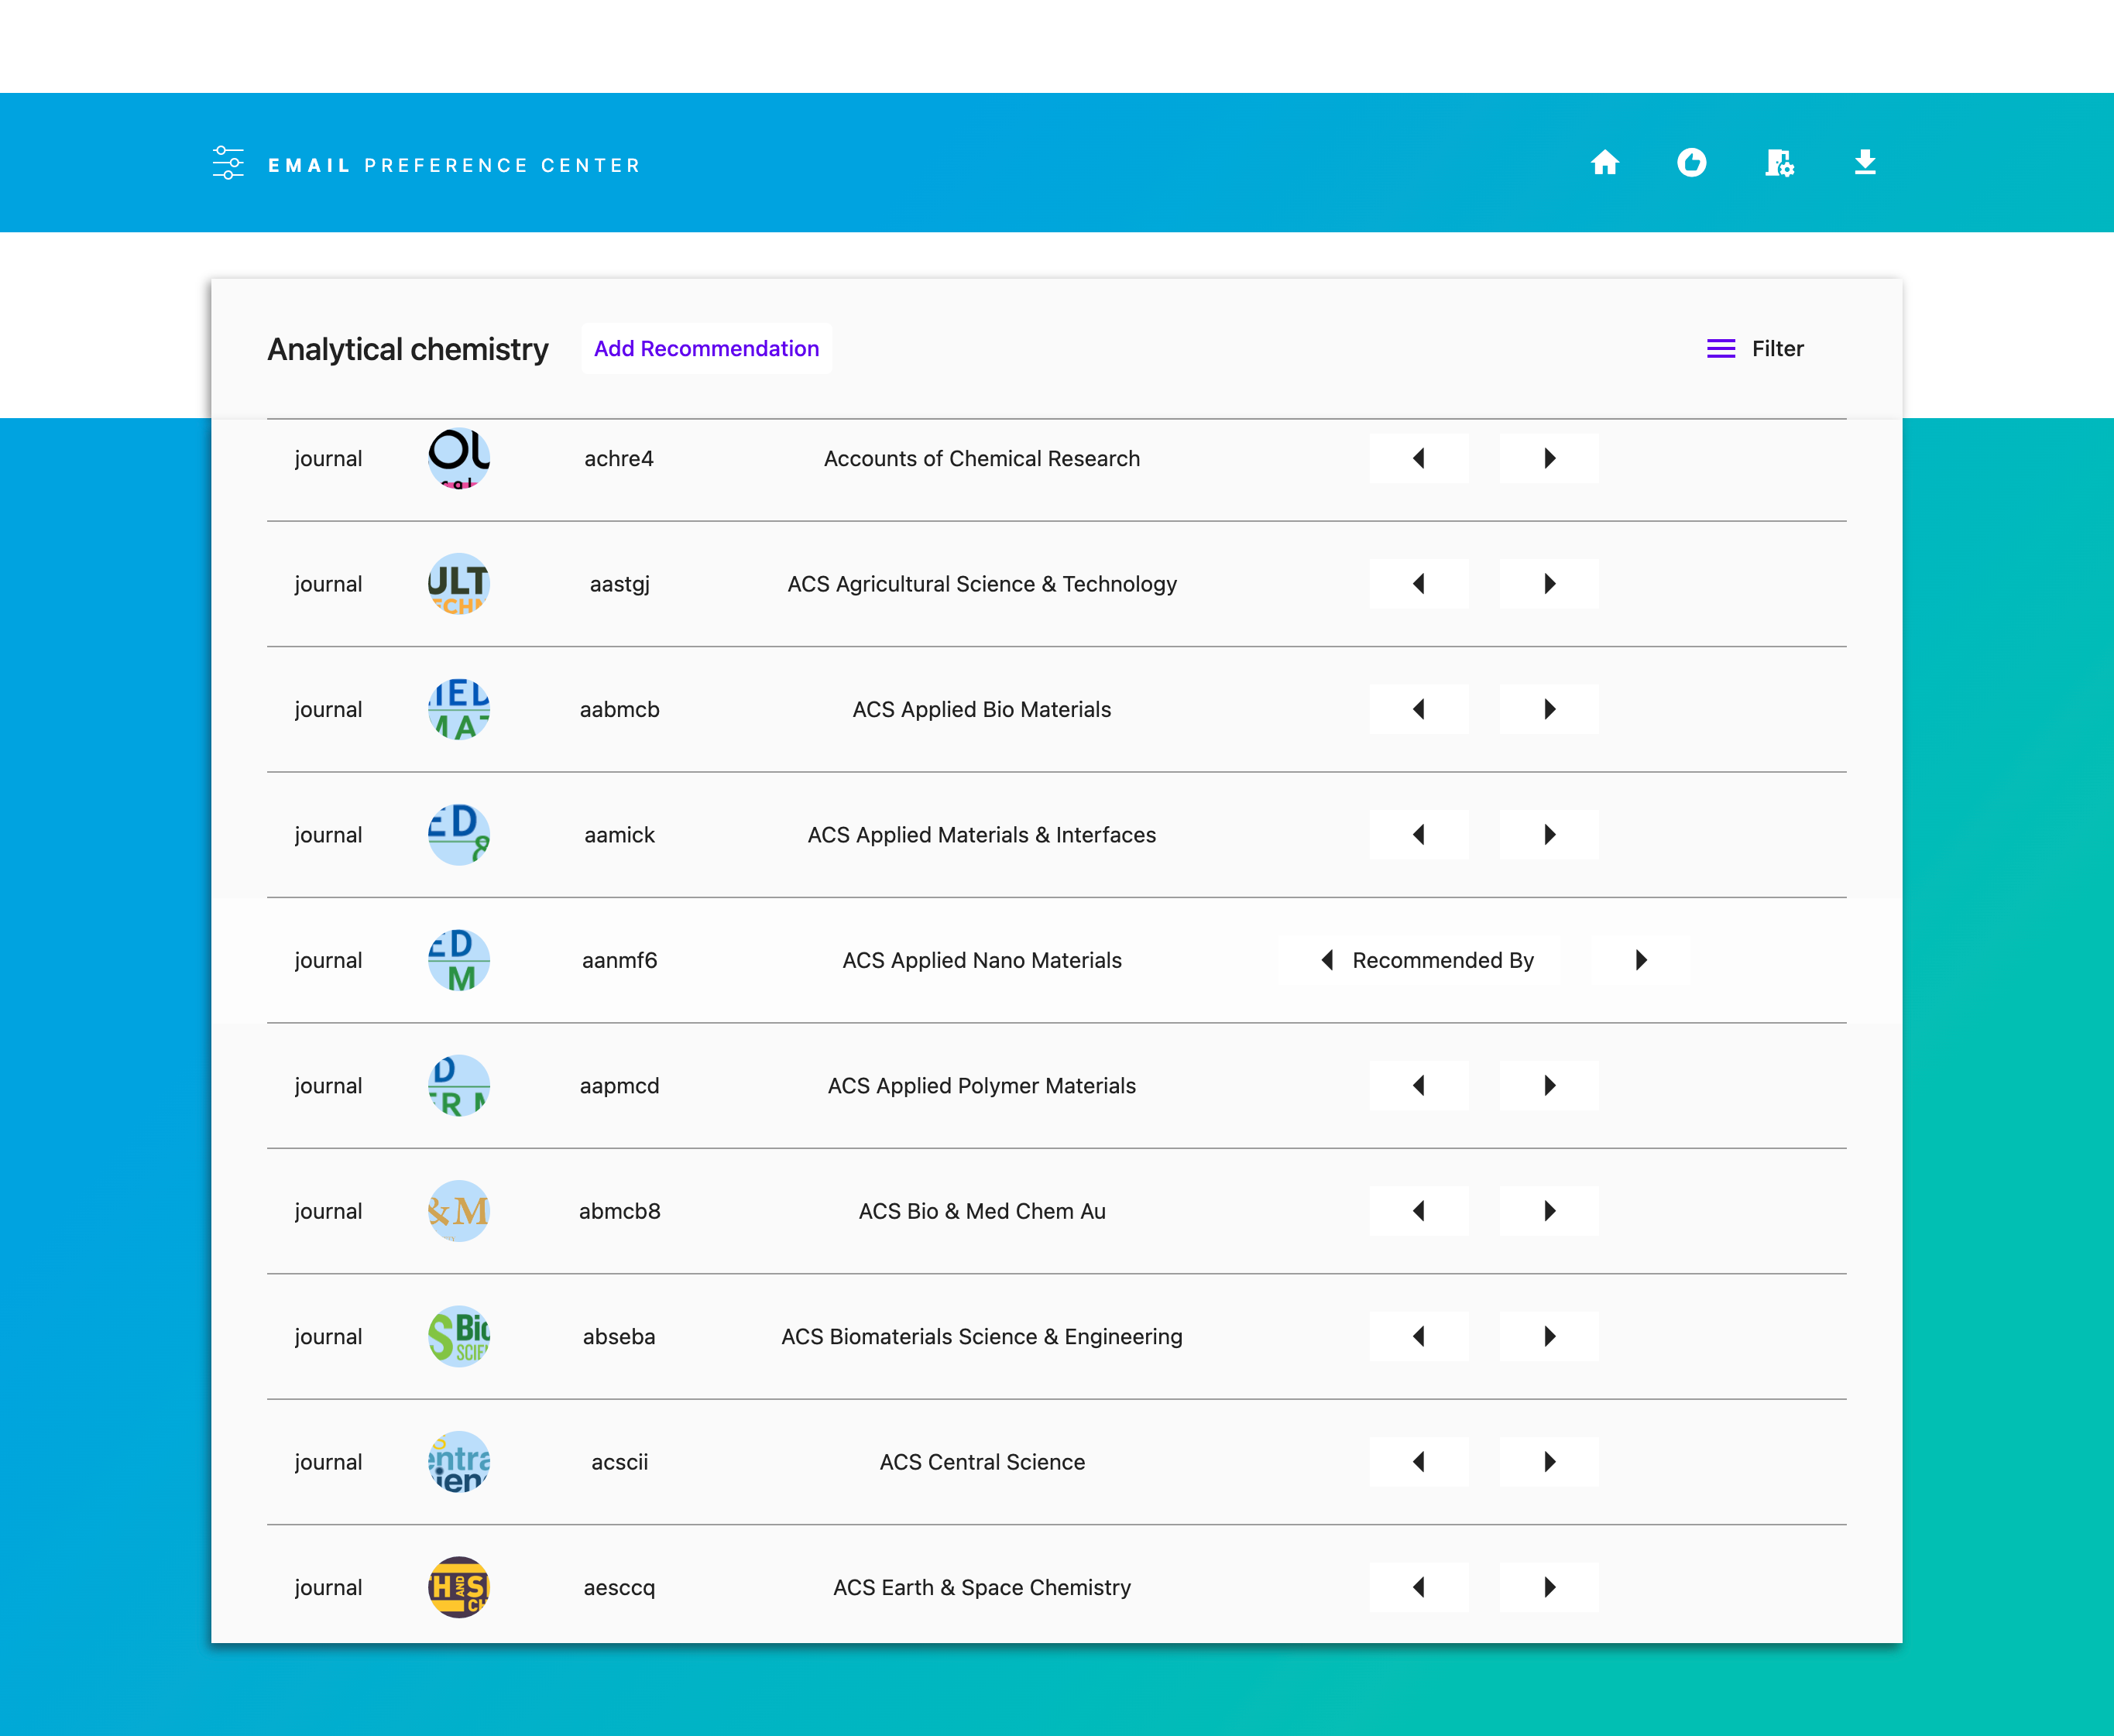 EMAIL PREFERENCE CENTER
Analytical chemistry Add Recommendation Filter
journal achre4 Accounts of Chemical Research
journal ULT aastgj ACS Agricultural Science & Technology
journal aabmcb ACS Applied Bio Materials
journal ED & aamick ACS Applied Materials & Interfaces
journal ED M aanmf6 ACS Applied Nano Materials Recommended By
journal aapmcd ACS Applied Polymer Materials
journal &M abmcb8 ACS Bio & Med Chem Au
journal abseba ACS Biomaterials Science & Engineering
journal acscii ACS Central Science
journal aesccq ACS Earth & Space Chemistry